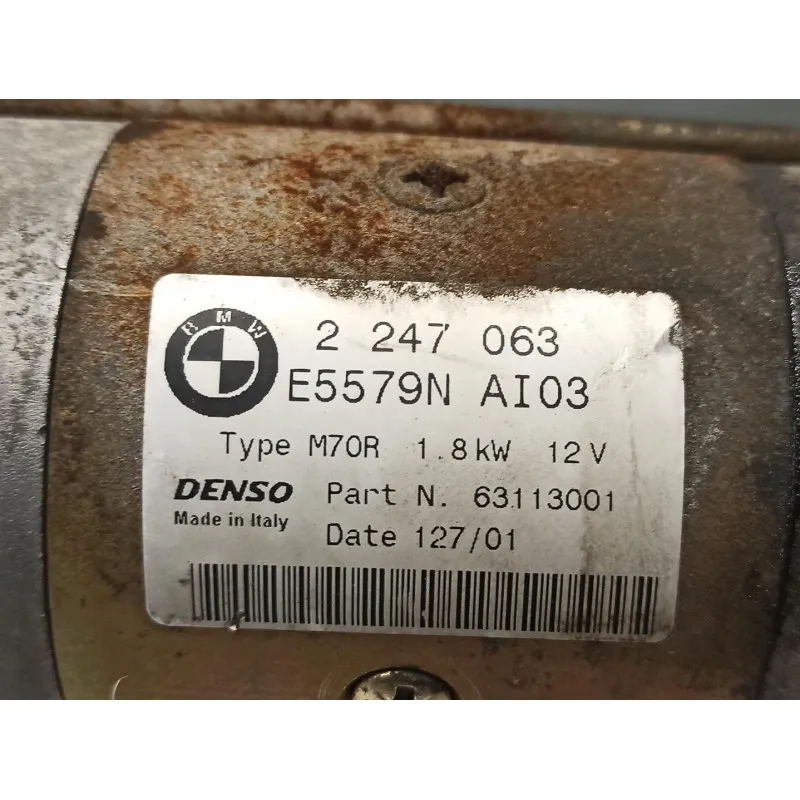 BMW
2 247 063
E5579N AI03
Type M70R 1.8kW 12V
DENSO Part N. 63113001
Made in Italy
Date 127/01